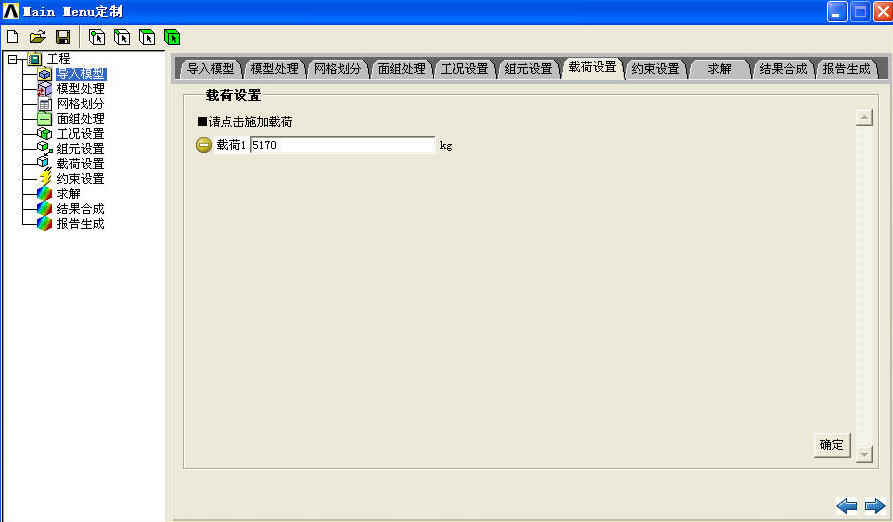 Main Menu定制
工程
导入模型
模型处理
网格划分
面组处理
工况设置
组元设置
载荷设置
约束设置
求解
结果合成
报告生成
导入模型 模型处理 网格划分 面组处理 工况设置 组元设置 载荷设置 约束设置 求解 结果合成 报告生成
载荷设置
■请点击施加载荷
载荷1 5170 kg
确定